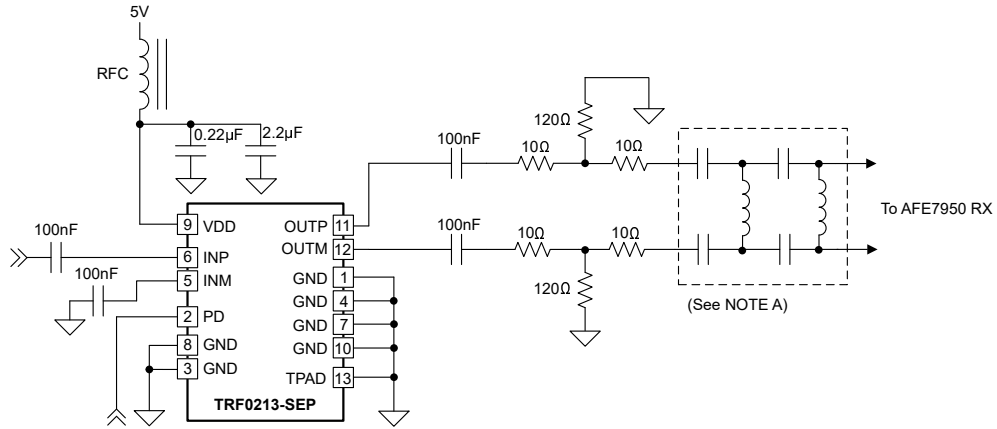 5V
RFC
0.22µF
2.2µF
120Ω
100nF
10Ω
10Ω
To AFE7950 RX
100nF
10Ω
10Ω
120Ω
(See NOTE A)
100nF
100nF
9 VDD
6 INP
5 INM
2 PD
8 GND
3 GND
OUTP 11
OUTM 12
GND 1
GND 4
GND 7
GND 10
TPAD 13
TRF0213-SEP